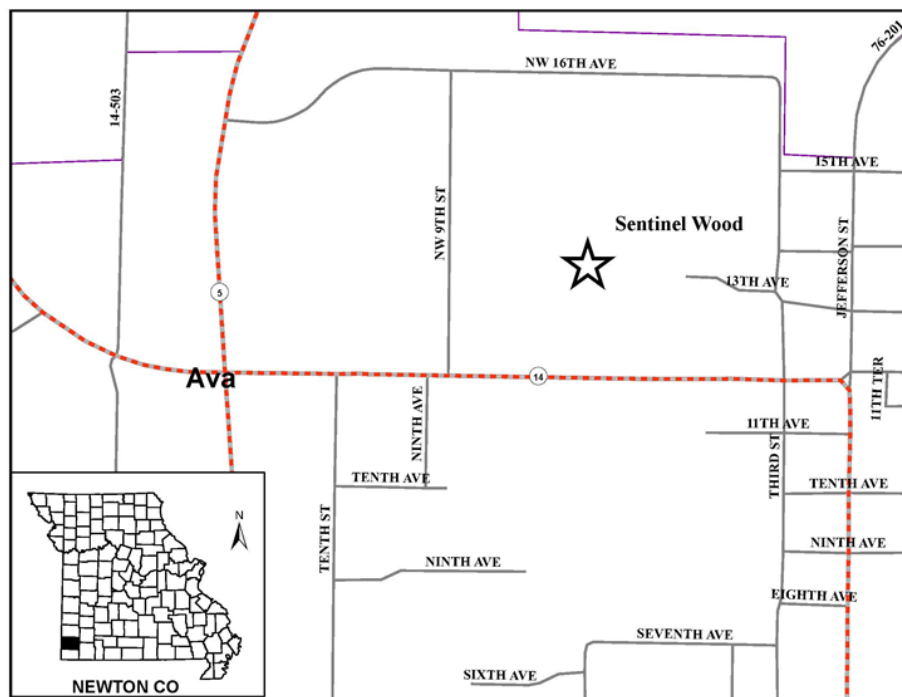 76-201
NW 16TH AVE
14-503
15TH AVE
Sentinel Wood
NW 9TH ST
JEFFERSON ST
13TH AVE
5
Ava
14
11TH TER
NINTH AVE
11TH AVE
THIRD ST
TENTH AVE
TENTH AVE
TENTH ST
N
NINTH AVE
NINTH AVE
EIGHTH AVE
SEVENTH AVE
SIXTH AVE
NEWTON CO